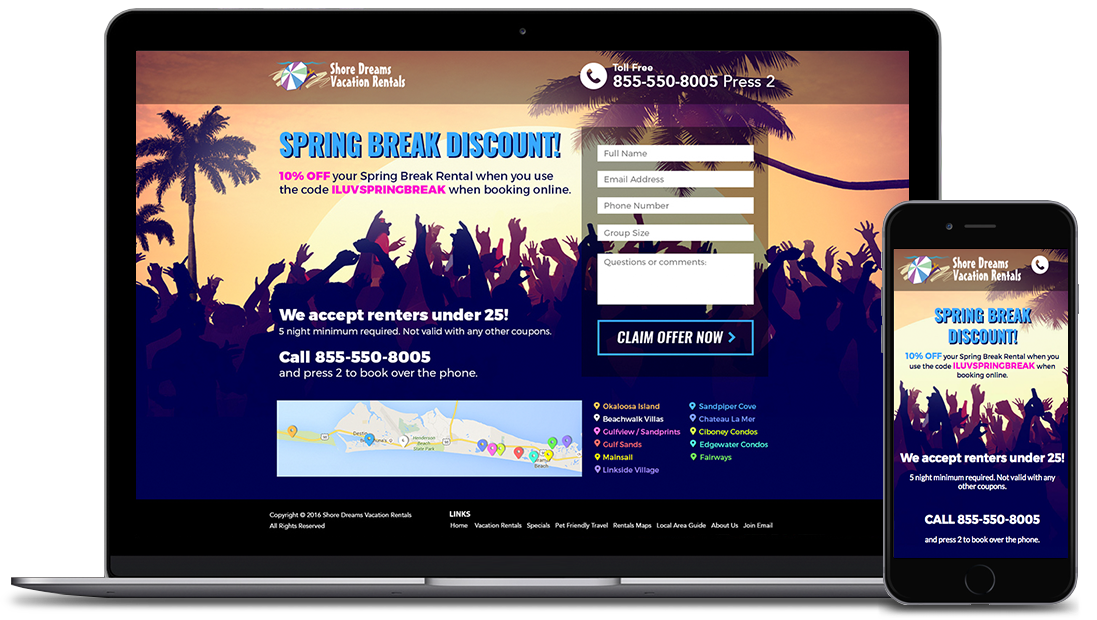 Shore Dreams
Vacation Rentals
Toll Free
855-550-8005 Press 2
SPRING BREAK DISCOUNT!
10% OFF your Spring Break Rental when you use
the code ILUVSPRINGBREAK when booking online.
Full Name
Email Address
Phone Number
Group Size
Questions or comments:
CLAIM OFFER NOW >
We accept renters under 25!
5 night minimum required. Not valid with any other coupons.
Call 855-550-8005
and press 2 to book over the phone.
Henderson
Beach
State Park
98
Beach
Okaloosa Island
Beachwalk Villas
Gulfview / Sandprints
Gulf Sands
Mainsail
Linkside Village
Sandpiper Cove
Chateau La Mer
Ciboney Condos
Edgewater Condos
Fairways
Copyright © 2016 Shore Dreams Vacation Rentals
All Rights Reserved
LINKS
Home Vacation Rentals Specials Pet Friendly Travel Rentals Maps Local Area Guide About Us Join Email
Shore Dreams
Vacation Rentals
SPRING BREAK
DISCOUNT!
10% OFF your Spring Break Rental when you
use the code ILUVSPRINGBREAK when
booking online.
We accept renters under 25!
5 night minimum required. Not valid with any
other coupons.
CALL 855-550-8005
and press 2 to book over the phone.